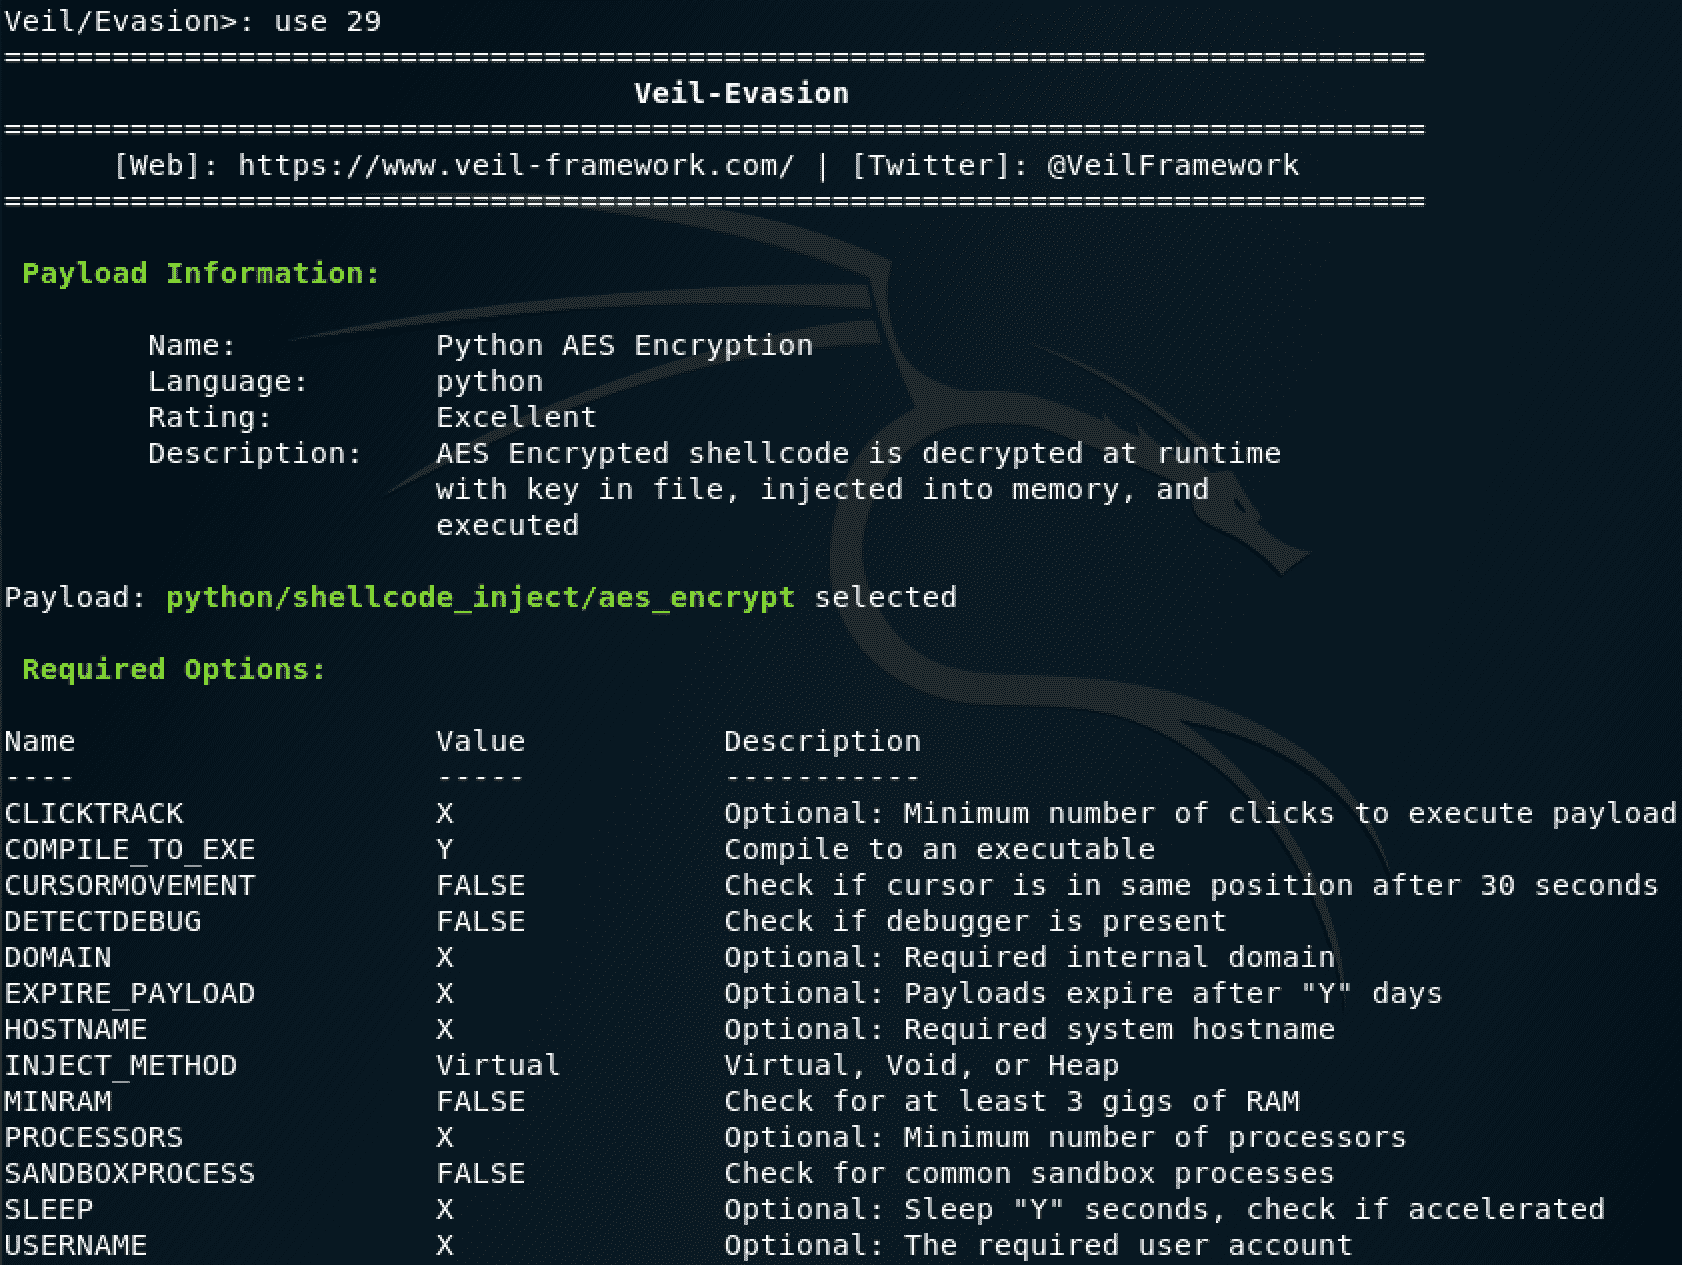 Veil/Evasion>: use 29
===============================================================================
Veil-Evasion
===============================================================================
[Web]: https://www.veil-framework.com/ | [Twitter]: @VeilFramework
===============================================================================
Payload Information:
Name: Python AES Encryption
Language: python
Rating: Excellent
Description: AES Encrypted shellcode is decrypted at runtime
with key in file, injected into memory, and
executed
Payload: python/shellcode_inject/aes_encrypt selected
Required Options:
Name Value Description
---- ----- -----------
CLICKTRACK X Optional: Minimum number of clicks to execute payload
COMPILE_TO_EXE Y Compile to an executable
CURSORMOVEMENT FALSE Check if cursor is in same position after 30 seconds
DETECTDEBUG FALSE Check if debugger is present
DOMAIN X Optional: Required internal domain
EXPIRE_PAYLOAD X Optional: Payloads expire after "Y" days
HOSTNAME X Optional: Required system hostname
INJECT_METHOD Virtual Virtual, Void, or Heap
MINRAM FALSE Check for at least 3 gigs of RAM
PROCESSORS X Optional: Minimum number of processors
SANDBOXPROCESS FALSE Check for common sandbox processes
SLEEP X Optional: Sleep "Y" seconds, check if accelerated
USERNAME X Optional: The required user account